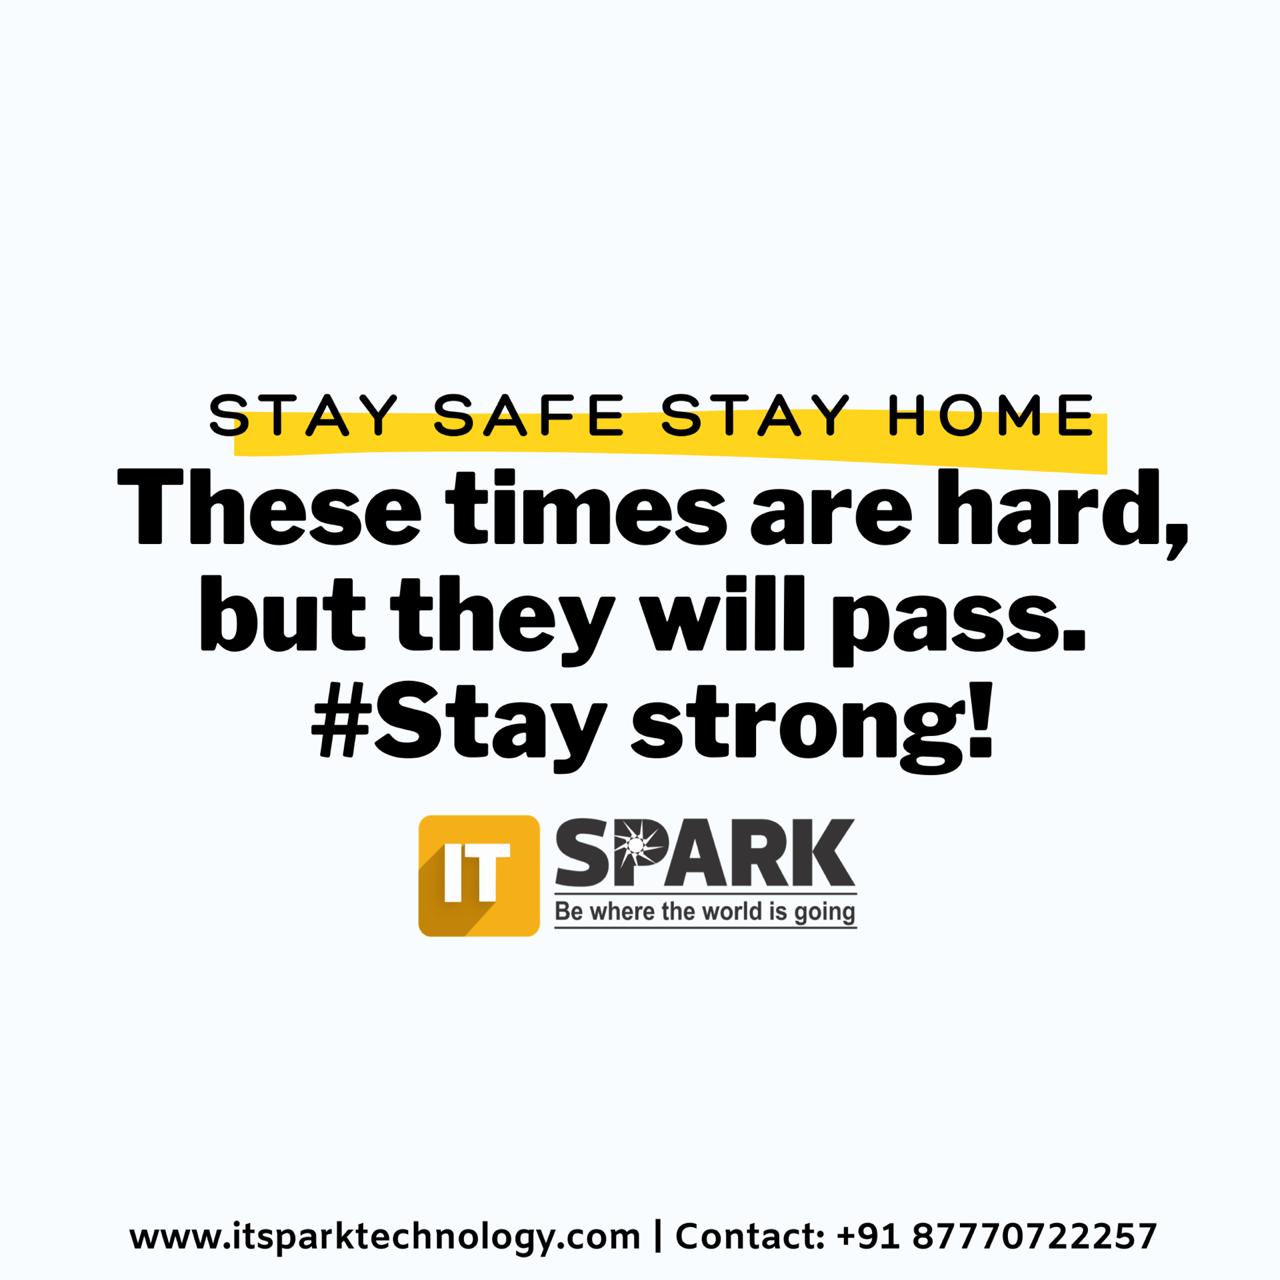 STAY SAFE STAY HOME
These times are hard,
but they will pass.
#Stay strong!
IT SPARK
Be where the world is going
www.itsparktechnology.com | Contact: +91 87770722257